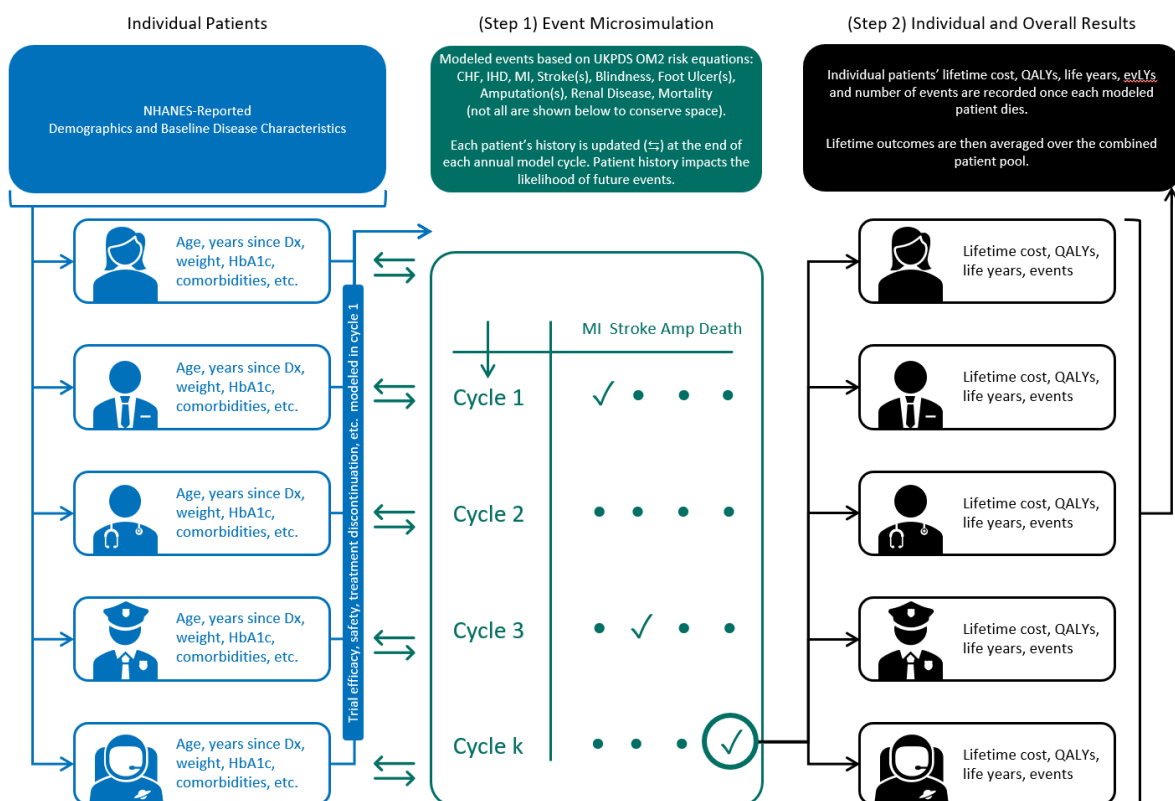 Individual Patients
(Step 1) Event Microsimulation
(Step 2) Individual and Overall Results
NHANES-Reported
Demographics and Baseline Disease Characteristics
Modeled events based on UKPDS OM2 risk equations:
CHF, IHD, MI, Stroke(s), Blindness, Foot Ulcer(s),
Amputation(s), Renal Disease, Mortality
(not all are shown below to conserve space).
Each patient's history is updated (⇆) at the end of
each annual model cycle. Patient history impacts the
likelihood of future events.
Individual patients' lifetime cost, QALYs, life years, evLYs
and number of events are recorded once each modeled
patient dies.
Lifetime outcomes are then averaged over the combined
patient pool.
Age, years since Dx,
weight, HbA1c,
comorbidities, etc.
Age, years since Dx,
weight, HbA1c,
comorbidities, etc.
Age, years since Dx,
weight, HbA1c,
comorbidities, etc.
Age, years since Dx,
weight, HbA1c,
comorbidities, etc.
Age, years since Dx,
weight, HbA1c,
comorbidities, etc.
Trial efficacy, safety, treatment discontinuation, etc. modeled in cycle 1
MI Stroke Amp Death
Cycle 1
Cycle 2
Cycle 3
Cycle k
Lifetime cost, QALYs,
life years, events
Lifetime cost, QALYs,
life years, events
Lifetime cost, QALYs,
life years, events
Lifetime cost, QALYs,
life years, events
Lifetime cost, QALYs,
life years, events